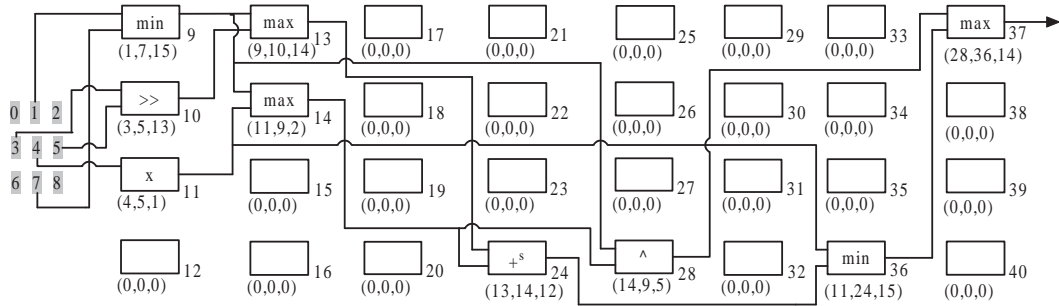 min 9 (1,7,15)
max 13 (9,10,14)
17 (0,0,0)
21 (0,0,0)
25 (0,0,0)
29 (0,0,0)
33 (0,0,0)
max 37 (28,36,14)
0 1 2
3 4 5
6 7 8
>> 10 (3,5,13)
max 14 (11,9,2)
18 (0,0,0)
22 (0,0,0)
26 (0,0,0)
30 (0,0,0)
34 (0,0,0)
38 (0,0,0)
x 11 (4,5,1)
15 (0,0,0)
19 (0,0,0)
23 (0,0,0)
27 (0,0,0)
31 (0,0,0)
35 (0,0,0)
39 (0,0,0)
12 (0,0,0)
16 (0,0,0)
20 (0,0,0)
+s 24 (13,14,12)
^ 28 (14,9,5)
32 (0,0,0)
min 36 (11,24,15)
40 (0,0,0)